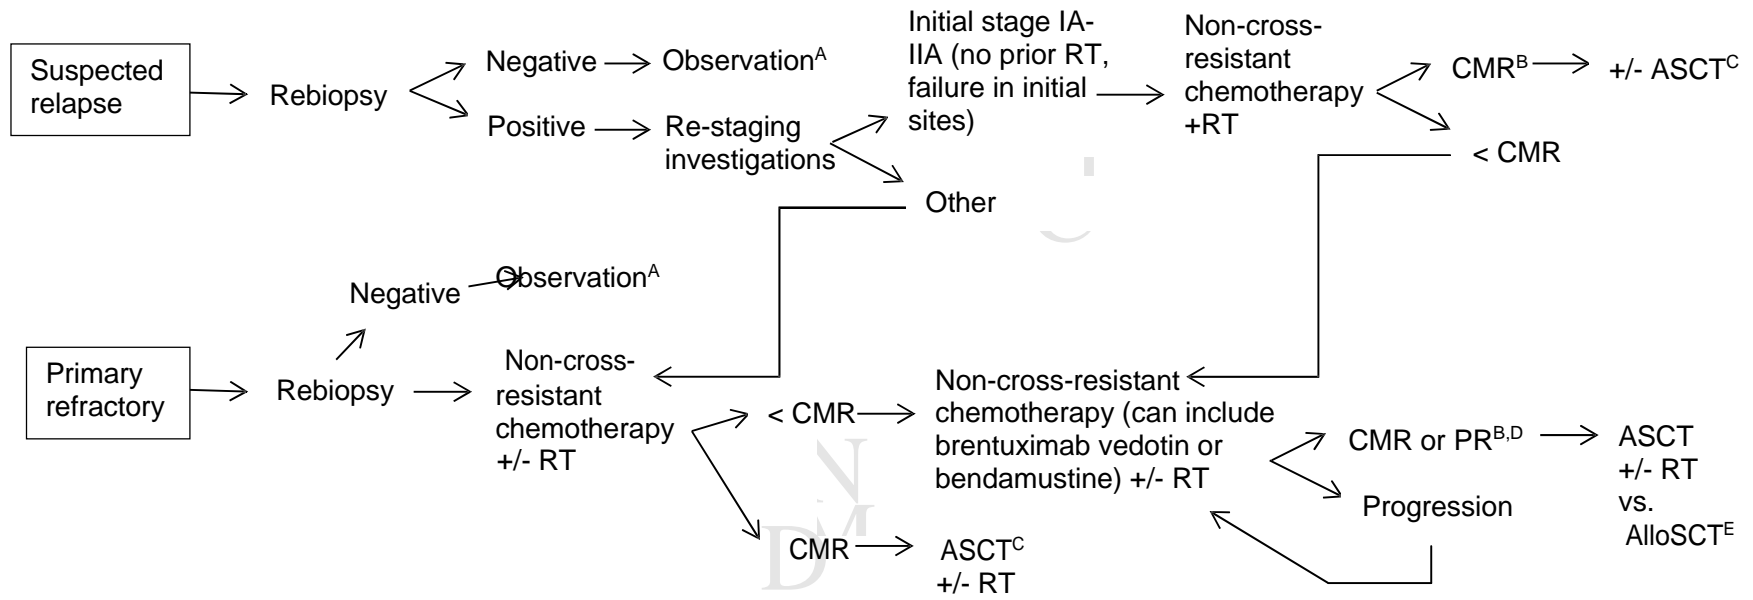 Suspected
relapse
Rebiopsy
Negative
Observation^A
Positive
Re-staging
investigations
Initial stage IA-
IIA (no prior RT,
failure in initial
sites)
Other
Non-cross-
resistant
chemotherapy
+RT
CMR^B
+/- ASCT^C
< CMR
Primary
refractory
Rebiopsy
Negative
Observation^A
Non-cross-
resistant
chemotherapy
+/- RT
< CMR
CMR
ASCT^C
+/- RT
Non-cross-resistant
chemotherapy (can include
brentuximab vedotin or
bendamustine) +/- RT
CMR or PR^B,D
Progression
ASCT
+/- RT
vs.
AlloSCT^E